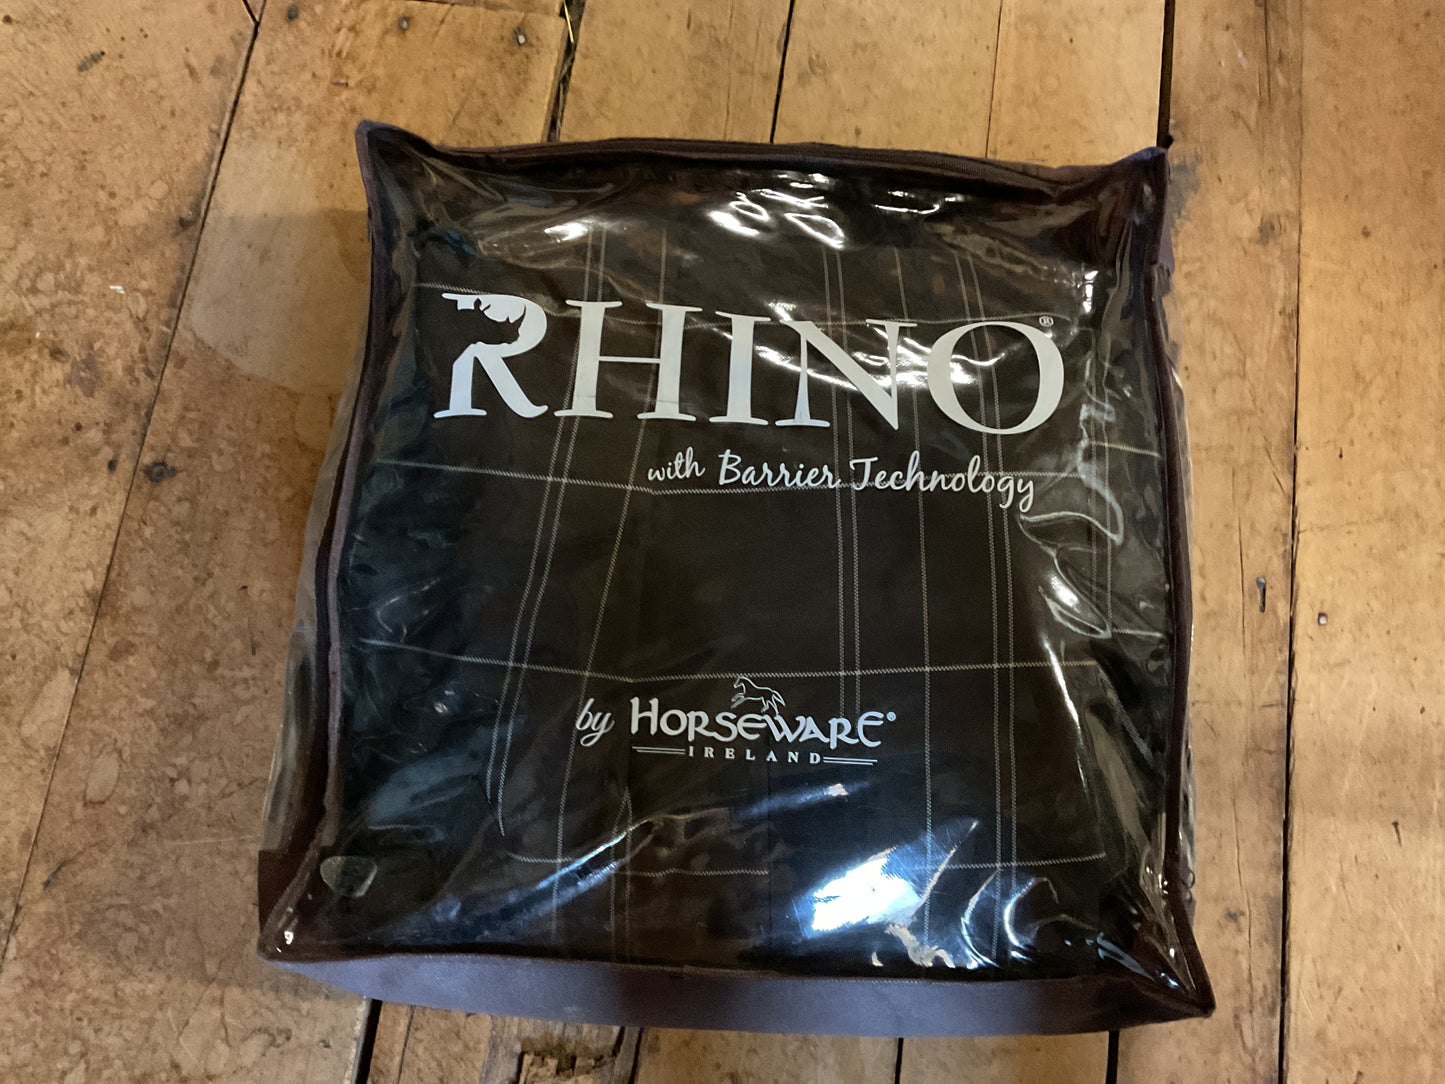 RHINO®
with Barrier Technology
by HORSEWARE®
IRELAND